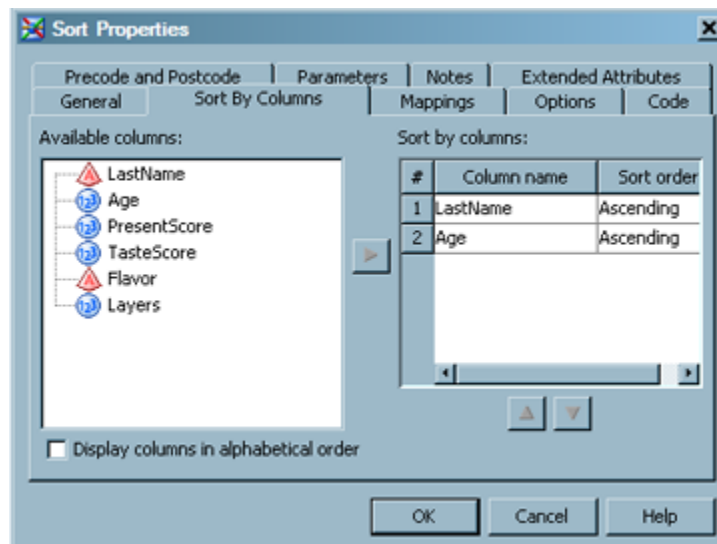 Sort Properties
Precode and Postcode Parameters Notes Extended Attributes
General Sort By Columns Mappings Options Code
Available columns:
LastName
Age
PresentScore
TasteScore
Flavor
Layers
Display columns in alphabetical order
Sort by columns:
# Column name Sort order
1 LastName Ascending
2 Age Ascending
OK Cancel Help